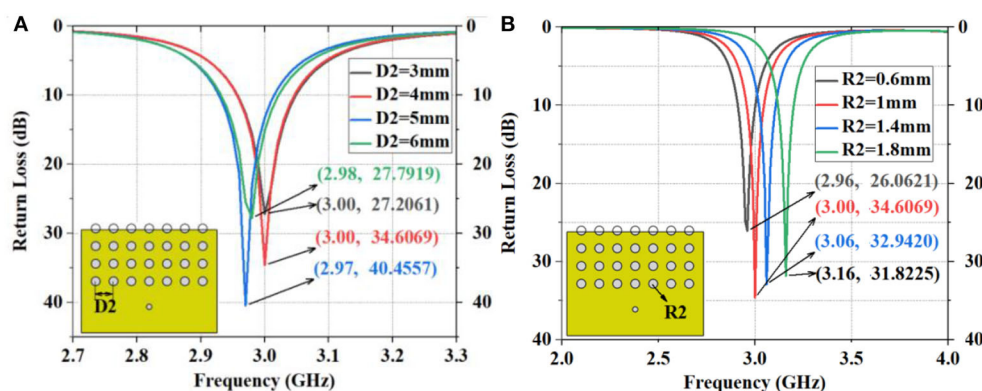 A
0
10
20
30
40
Return Loss (dB)
2.7
2.8
2.9
3.0
3.1
3.2
3.3
Frequency (GHz)
0
10
20
30
40
D2=3mm
D2=4mm
D2=5mm
D2=6mm
(2.98, 27.7919)
(3.00, 27.2061)
(3.00, 34.6069)
(2.97, 40.4557)
D2
B
0
5
10
15
20
25
30
35
40
Return Loss (dB)
2.0
2.5
3.0
3.5
4.0
Frequency (GHz)
0
10
20
30
40
R2=0.6mm
R2=1mm
R2=1.4mm
R2=1.8mm
(2.96, 26.0621)
(3.00, 34.6069)
(3.06, 32.9420)
(3.16, 31.8225)
R2